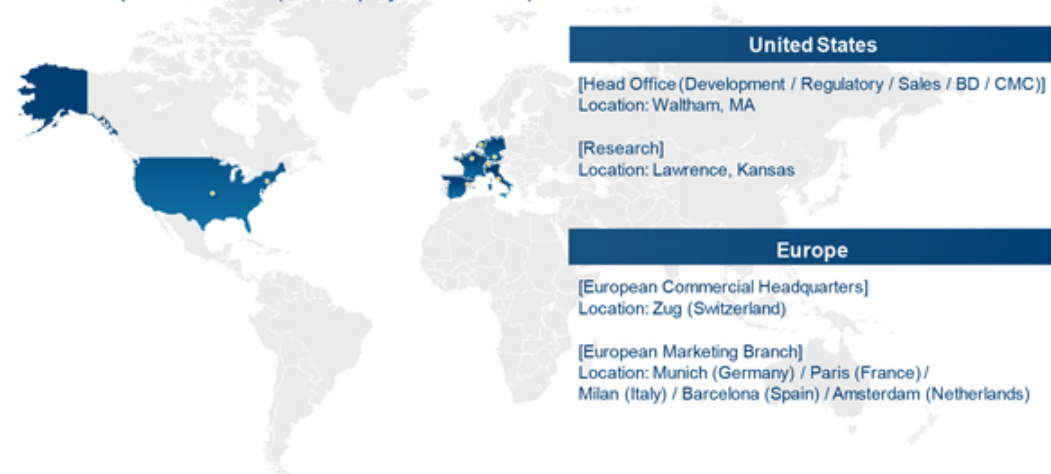 United States
[Head Office (Development / Regulatory / Sales / BD / CMC)]
Location: Waltham, MA
[Research]
Location: Lawrence, Kansas
Europe
[European Commercial Headquarters]
Location: Zug (Switzerland)
[European Marketing Branch]
Location: Munich (Germany) / Paris (France) /
Milan (Italy) / Barcelona (Spain) / Amsterdam (Netherlands)